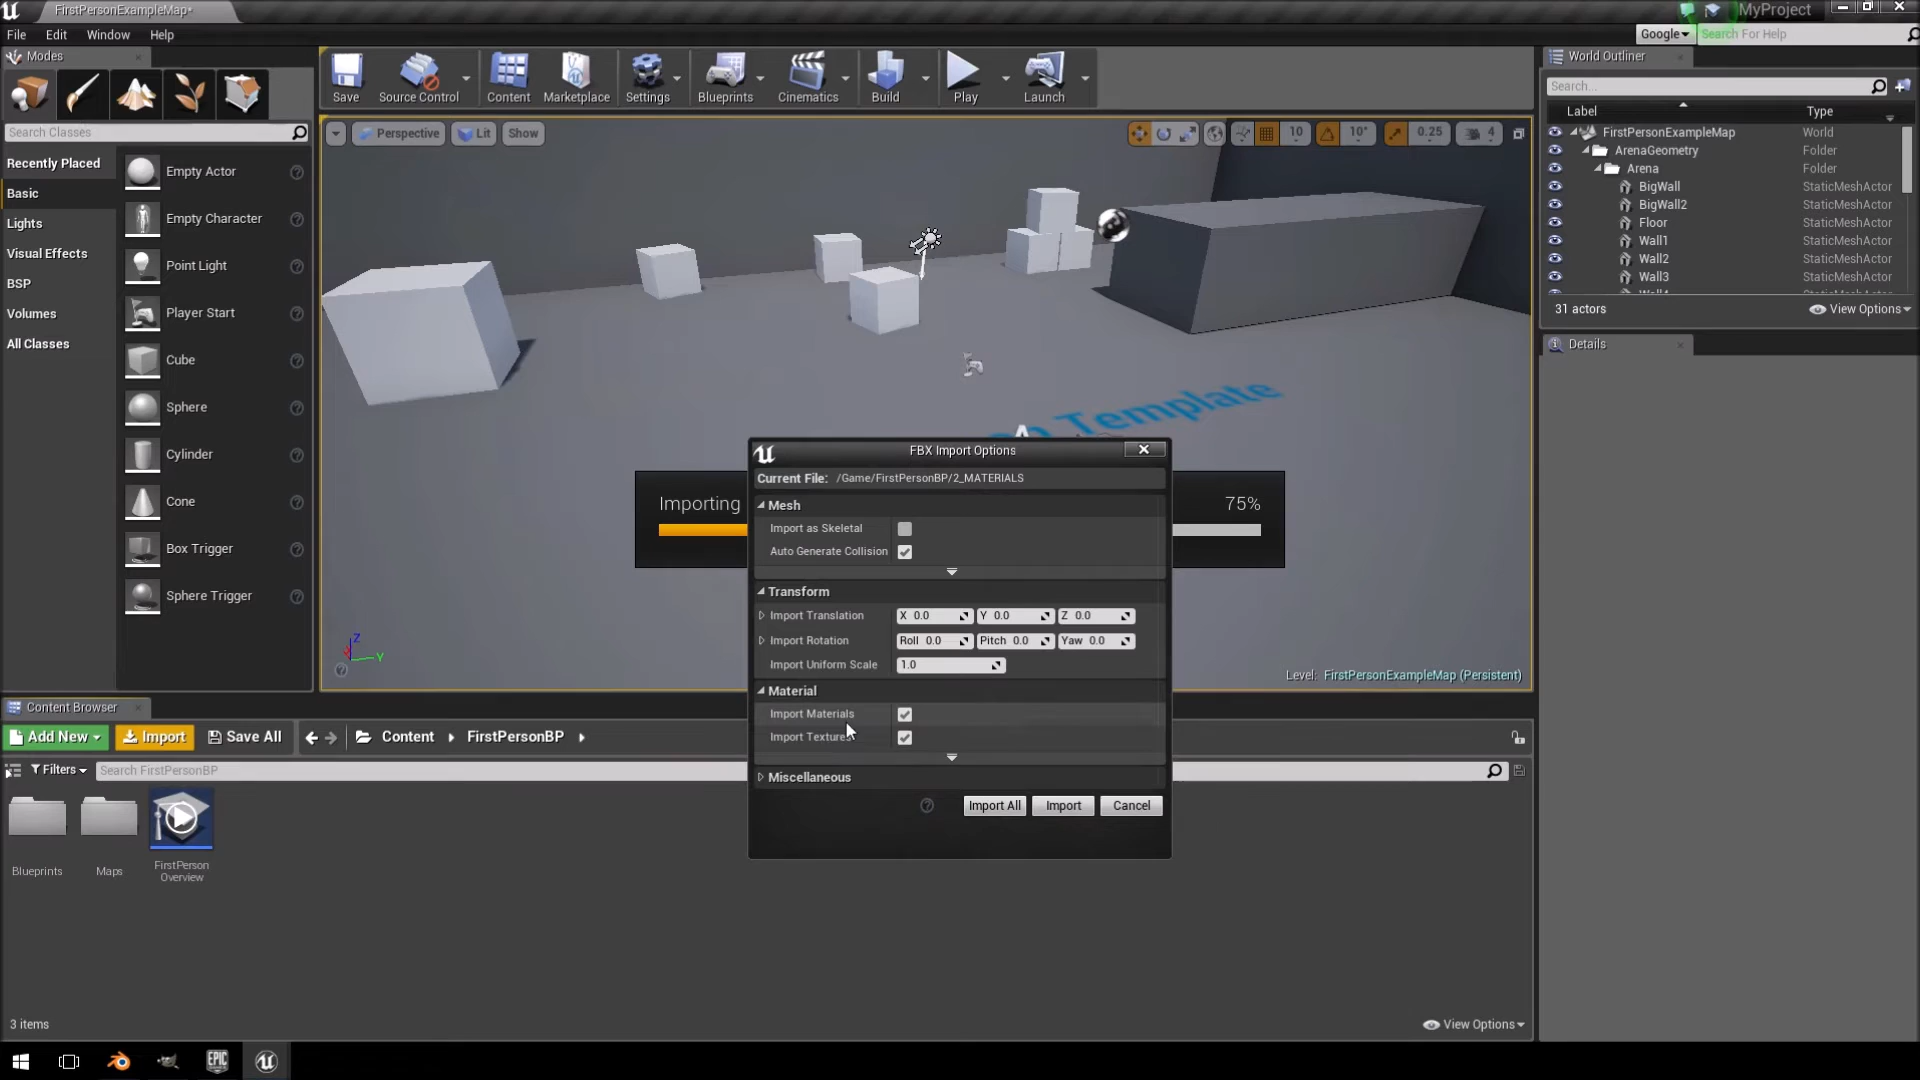 FirstPersonExampleMap*
MyProject
File Edit Window Help
Google
Search For Help
Modes
Search Classes
Recently Placed
Basic
Lights
Visual Effects
BSP
Volumes
All Classes
Empty Actor
Empty Character
Point Light
Player Start
Cube
Sphere
Cylinder
Cone
Box Trigger
Sphere Trigger
Save
Source Control
Content
Marketplace
Settings
Blueprints
Cinematics
Build
Play
Launch
Perspective
Lit
Show
10
10°
0.25
4
Template
Z
Y
Level: FirstPersonExampleMap (Persistent)
Importing
75%
FBX Import Options
Current File: /Game/FirstPersonBP/2_MATERIALS
Mesh
Import as Skeletal
Auto Generate Collision
Transform
Import Translation X 0.0 Y 0.0 Z 0.0
Import Rotation Roll 0.0 Pitch 0.0 Yaw 0.0
Import Uniform Scale 1.0
Material
Import Materials
Import Textures
Miscellaneous
Import All
Import
Cancel
World Outliner
Search...
Label Type
FirstPersonExampleMap World
ArenaGeometry Folder
Arena Folder
BigWall StaticMeshActor
BigWall2 StaticMeshActor
Floor StaticMeshActor
Wall1 StaticMeshActor
Wall2 StaticMeshActor
Wall3 StaticMeshActor
31 actors
View Options
Details
Content Browser
Add New
Import
Save All
Content
FirstPersonBP
Filters
Search FirstPersonBP
Blueprints
Maps
FirstPerson
Overview
3 items
View Options
EPIC